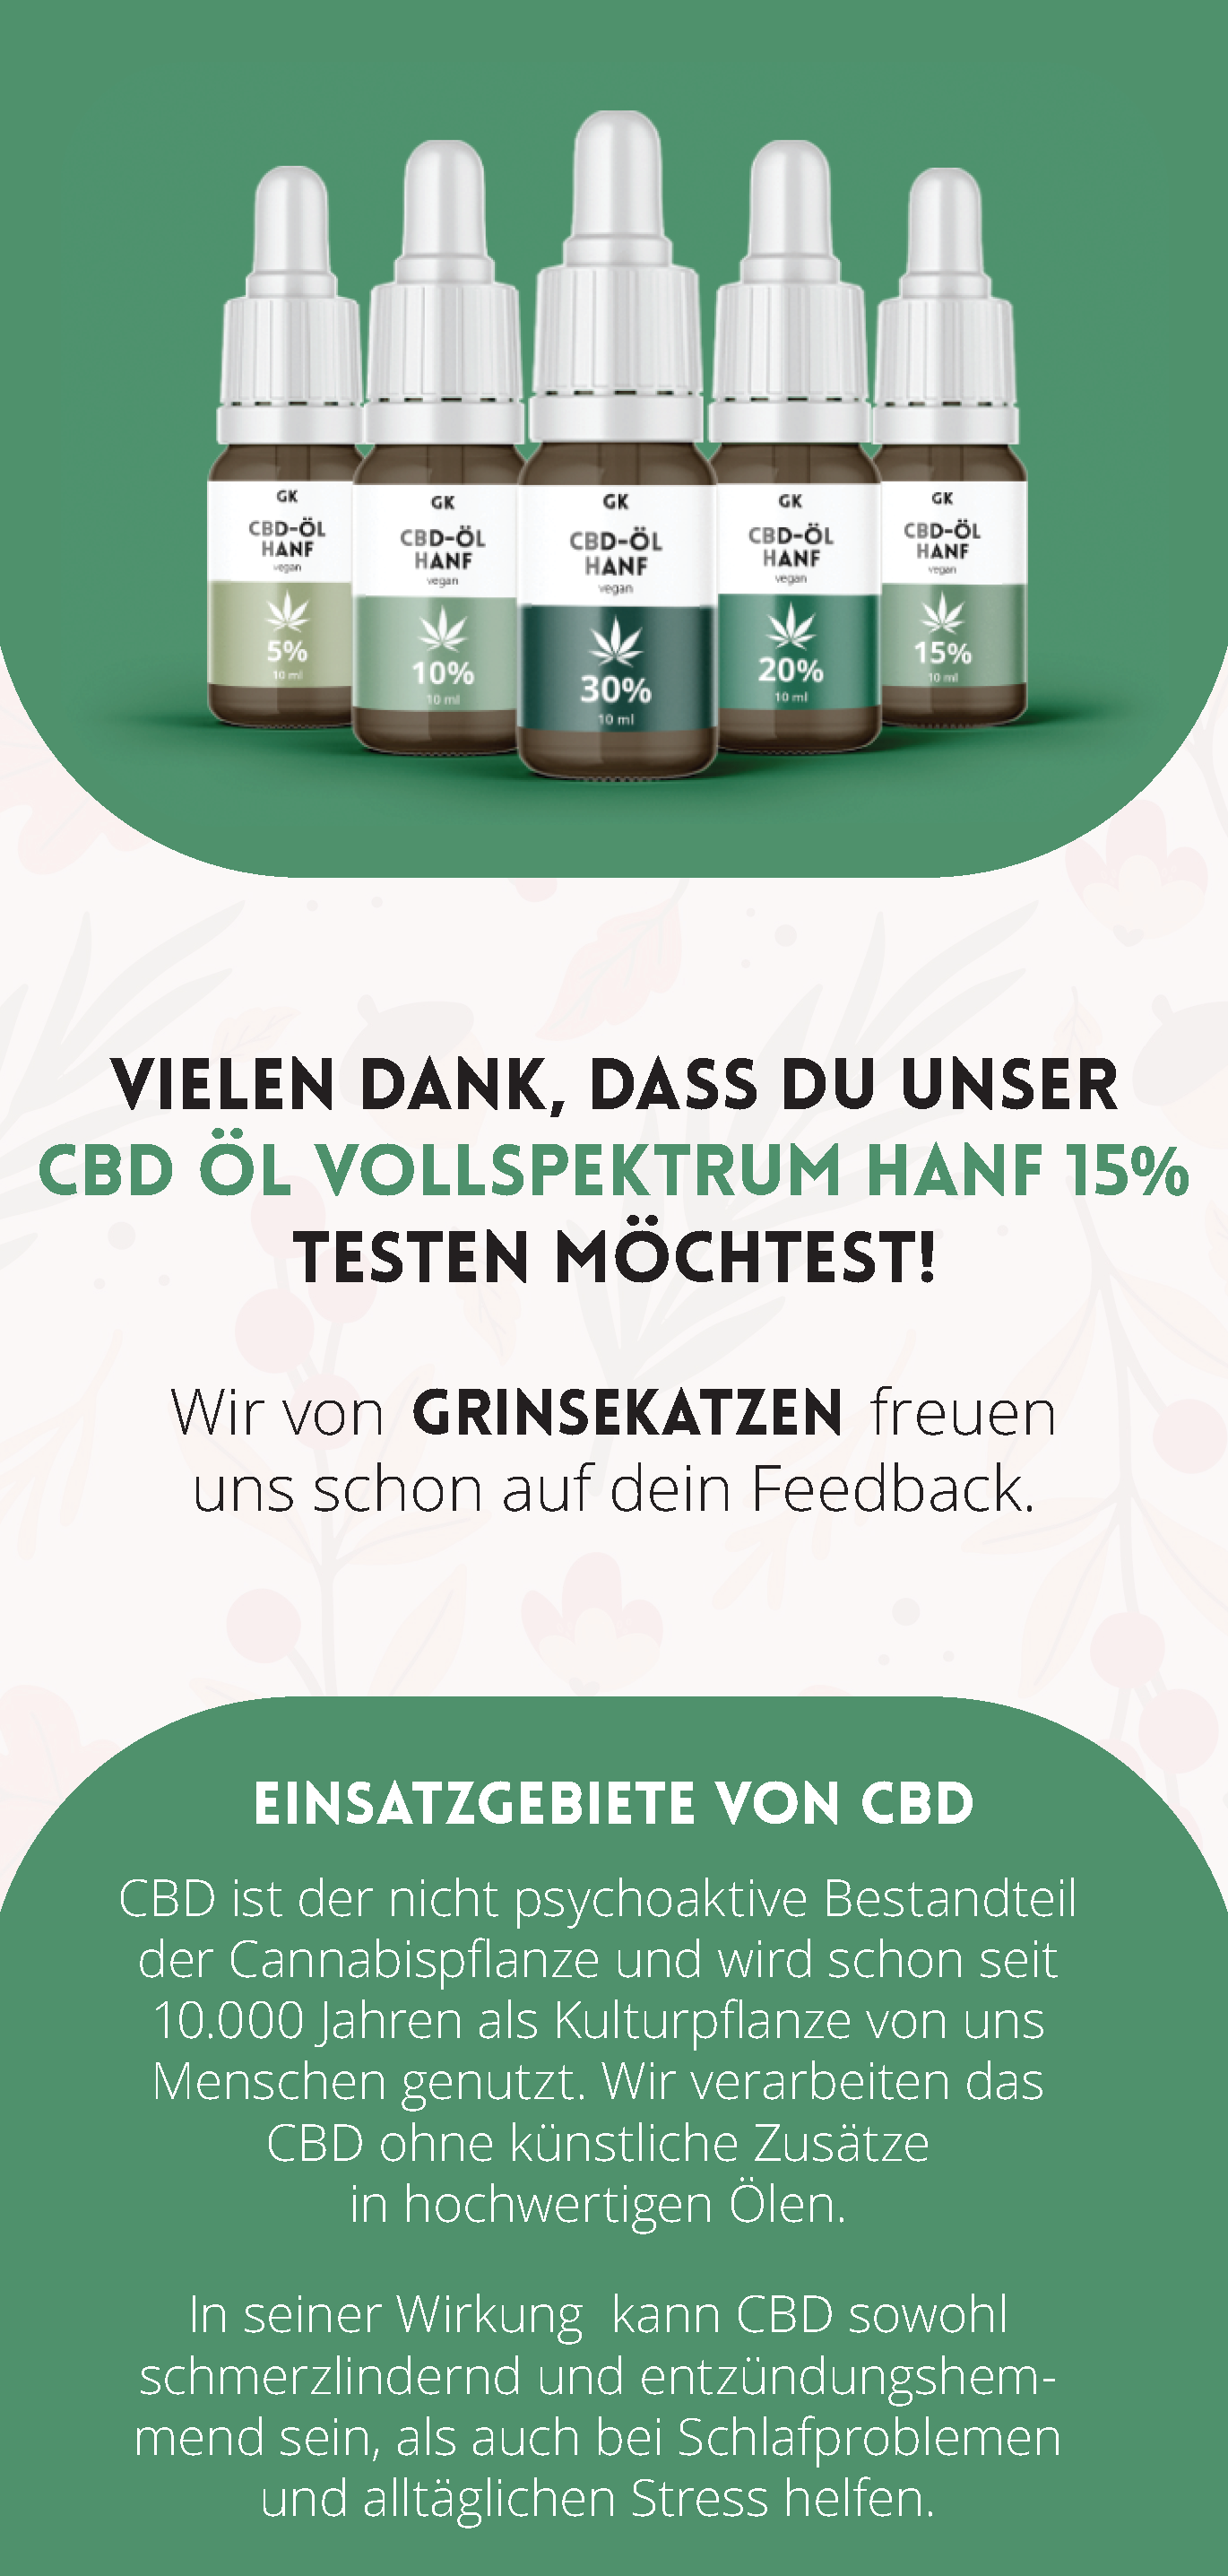 GK
CBD-ÖL
HANF
vegan
5%
10 ml
GK
CBD-ÖL
HANF
vegan
10%
10 ml
GK
CBD-ÖL
HANF
vegan
30%
10 ml
GK
CBD-ÖL
HANF
vegan
20%
10 ml
GK
CBD-ÖL
HANF
vegan
15%
10 ml
VIELEN DANK, DASS DU UNSER
CBD ÖL VOLLSPEKTRUM HANF 15%
TESTEN MÖCHTEST!
Wir von GRINSEKATZEN freuen
uns schon auf dein Feedback.
EINSATZGEBIETE VON CBD
CBD ist der nicht psychoaktive Bestandteil
der Cannabispflanze und wird schon seit
10.000 Jahren als Kulturpflanze von uns
Menschen genutzt. Wir verarbeiten das
CBD ohne künstliche Zusätze
in hochwertigen Ölen.
In seiner Wirkung kann CBD sowohl
schmerzlindernd und entzündungshem-
mend sein, als auch bei Schlafproblemen
und alltäglichen Stress helfen.